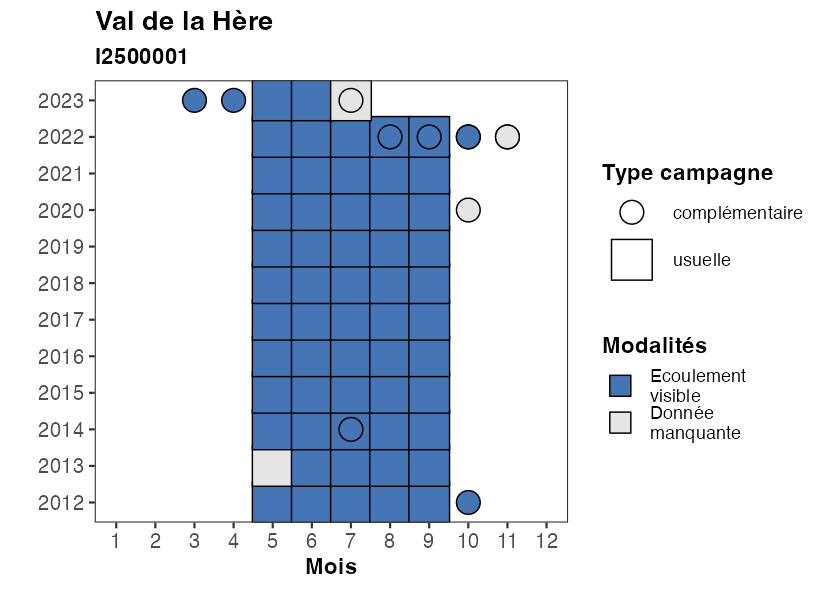 Val de la Hère
I2500001
2023
2022
2021
2020
2019
2018
2017
2016
2015
2014
2013
2012
1 2 3 4 5 6 7 8 9 10 11 12
Mois
Type campagne
complémentaire
usuelle
Modalités
Ecoulement
visible
Donnée
manquante